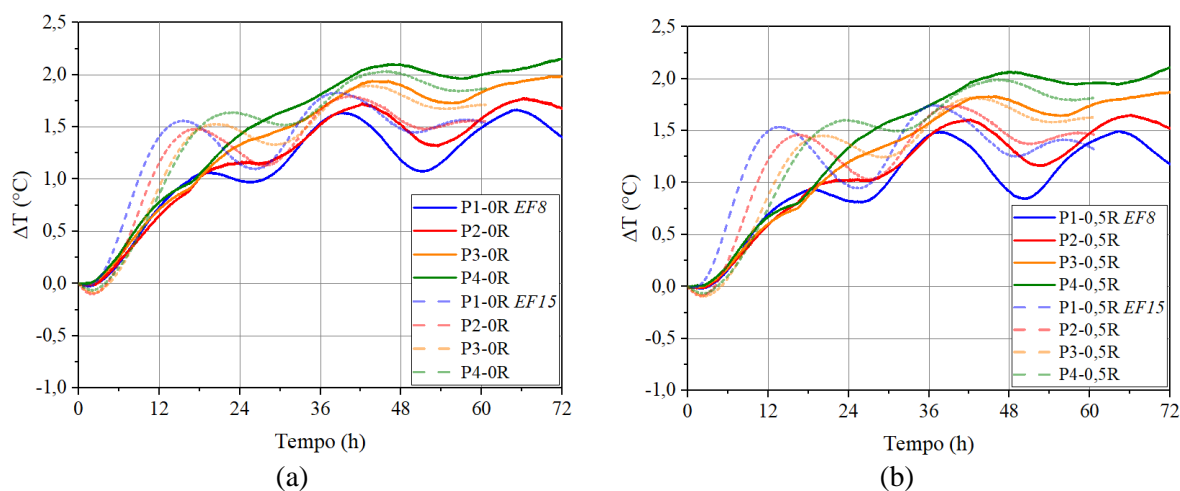 2,5
2,0
1,5
1,0
0,5
0,0
-0,5
-1,0
ΔT (°C)
0 12 24 36 48 60 72
Tempo (h)
P1-0R EF8
P2-0R
P3-0R
P4-0R
P1-0R EF15
P2-0R
P3-0R
P4-0R
(a)
2,5
2,0
1,5
1,0
0,5
0,0
-0,5
-1,0
ΔT (°C)
0 12 24 36 48 60 72
Tempo (h)
P1-0,5R EF8
P2-0,5R
P3-0,5R
P4-0,5R
P1-0,5R EF15
P2-0,5R
P3-0,5R
P4-0,5R
(b)